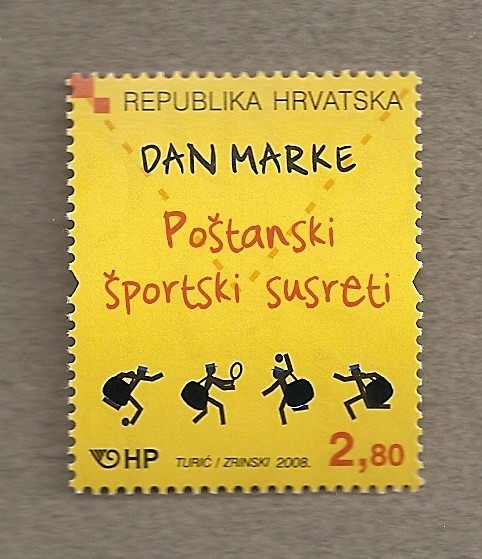 REPUBLIKA HRVATSKA
DAN MARKE
Poštanski
športski susreti
HP
TURIĆ / ZRINSKI 2008.
2,80